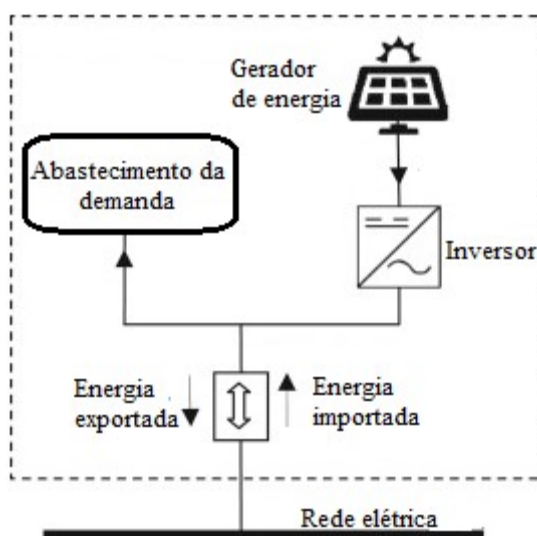 Gerador
de energia
Abastecimento da
demanda
Inversor
Energia
exportada
Energia
importada
Rede elétrica